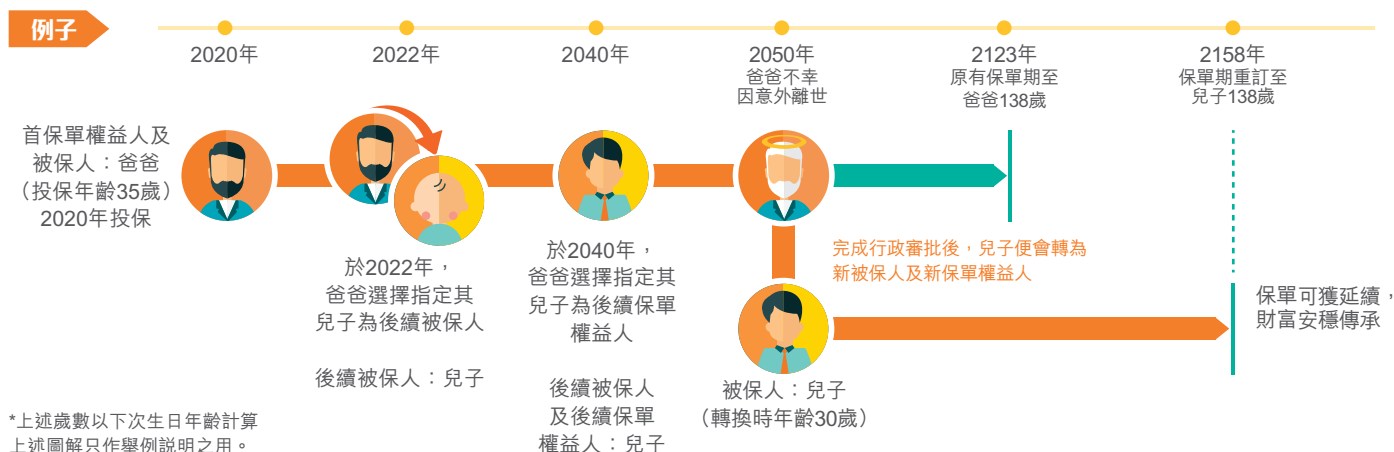 例子
2020年
2022年
2040年
2050年
爸爸不幸
因意外離世
2123年
原有保單期至
爸爸138歲
2158年
保單期重訂至
兒子138歲
首保單權益人及
被保人：爸爸
（投保年齡35歲）
2020年投保
於2022年，
爸爸選擇指定其
兒子為後續被保人
後續被保人：兒子
於2040年，
爸爸選擇指定其
兒子為後續保單
權益人
後續被保人
及後續保單
權益人：兒子
完成行政審批後，兒子便會轉為
新被保人及新保單權益人
被保人：兒子
（轉換時年齡30歲）
保單可獲延續，
財富安穩傳承
*上述歲數以下次生日年齡計算
上述圖解只作舉例説明之用。